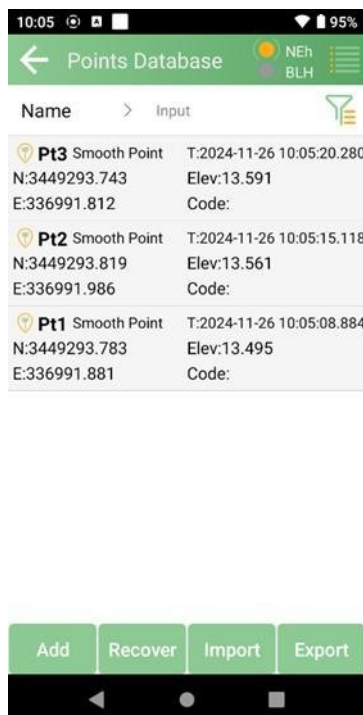 10:05 95%
Points Database NEh
BLH
Name > Input
Pt3 Smooth Point T:2024-11-26 10:05:20.280
N:3449293.743 Elev:13.591
E:336991.812 Code:
Pt2 Smooth Point T:2024-11-26 10:05:15.118
N:3449293.819 Elev:13.561
E:336991.986 Code:
Pt1 Smooth Point T:2024-11-26 10:05:08.884
N:3449293.783 Elev:13.495
E:336991.881 Code:
Add Recover Import Export